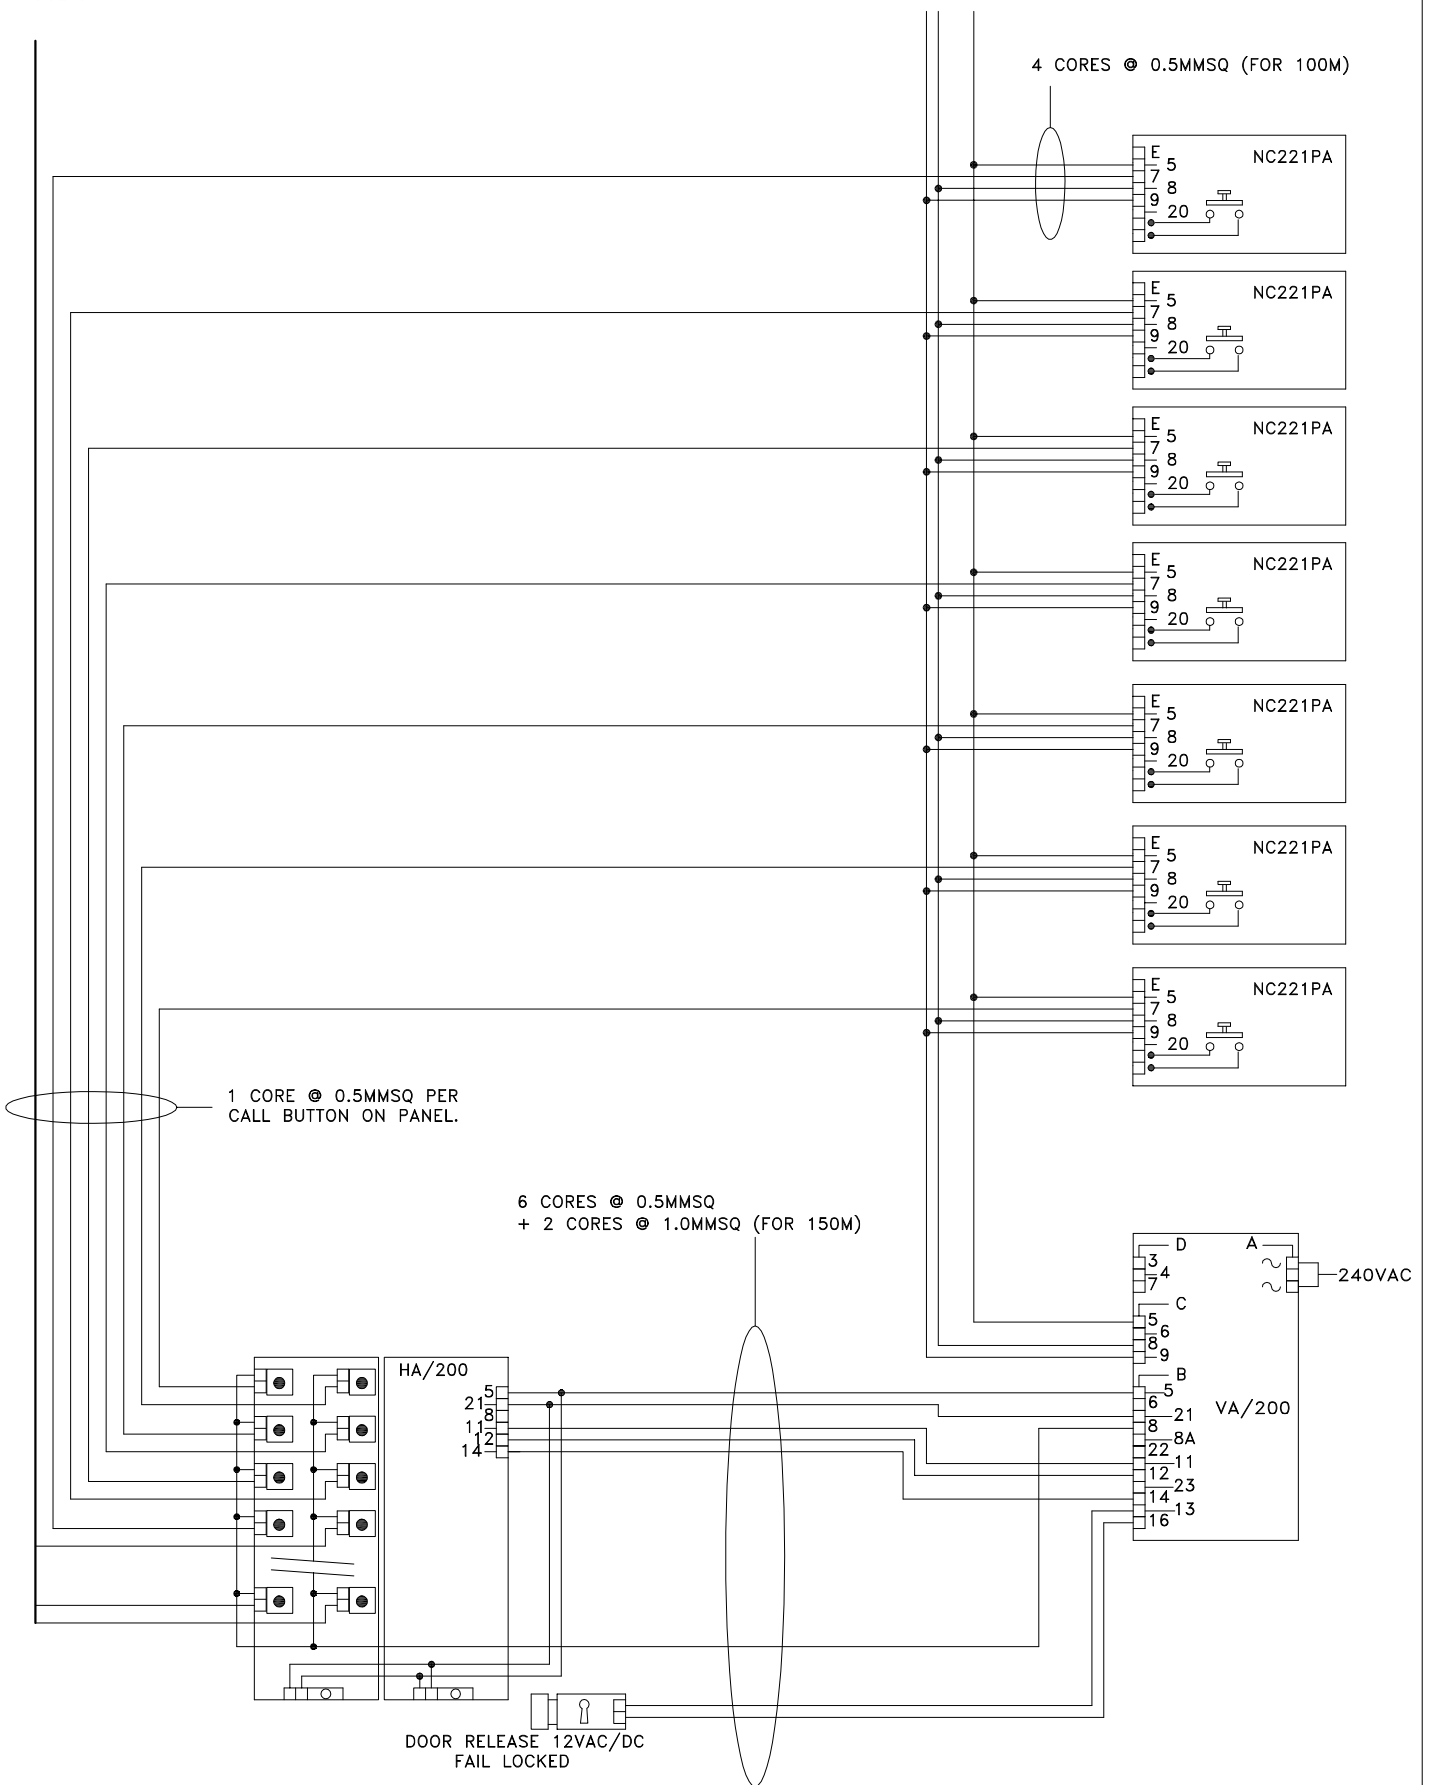 4 CORES @ 0.5MMSQ (FOR 100M)
E
5
7
8
9
20
NC221PA
E
5
7
8
9
20
NC221PA
E
5
7
8
9
20
NC221PA
E
5
7
8
9
20
NC221PA
E
5
7
8
9
20
NC221PA
E
5
7
8
9
20
NC221PA
E
5
7
8
9
20
NC221PA
1 CORE @ 0.5MMSQ PER
CALL BUTTON ON PANEL.
6 CORES @ 0.5MMSQ
+ 2 CORES @ 1.0MMSQ (FOR 150M)
HA/200
5
21
8
11
12
14
D
3
4
7
A
240VAC
C
5
6
8
9
B
5
6
21
8
8A
22
11
12
23
14
13
16
VA/200
DOOR RELEASE 12VAC/DC
FAIL LOCKED